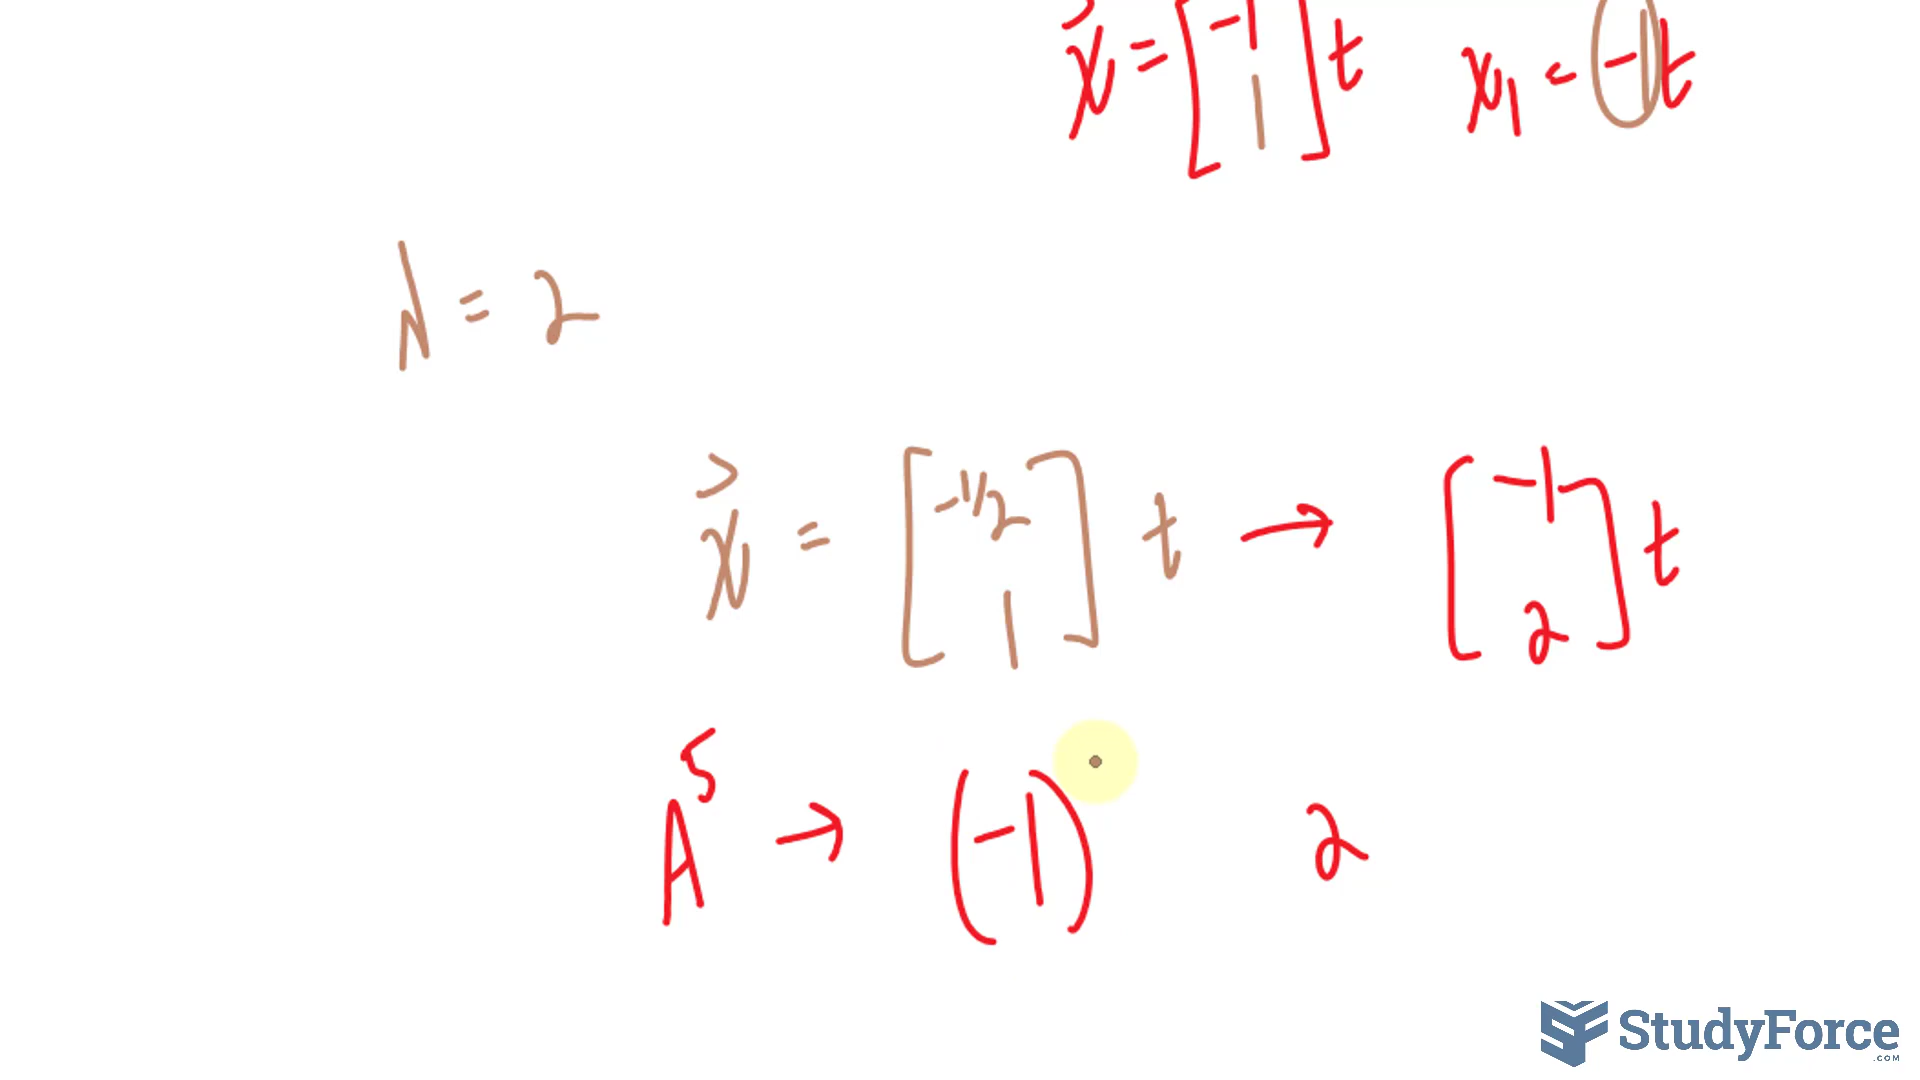 x⃗ = [-1 1] t    x₁ = -1t
λ = 2
x⃗ = [-1/2 1] t → [-1 2] t
A⁵ → (-1)    2
StudyForce
.COM